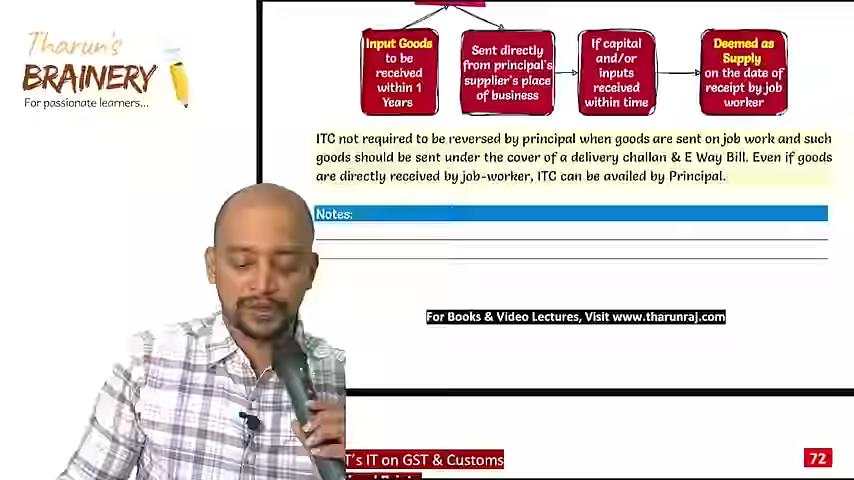 Tharun's
BRAINERY
For passionate learners...
Input Goods
to be
received
within 1
Years
Sent directly
from principal's
supplier's place
of business
If capital
and/or
inputs
received
within time
Deemed as
Supply
on the date of
receipt by job
worker
ITC not required to be reversed by principal when goods are sent on job work and such
goods should be sent under the cover of a delivery challan & E Way Bill. Even if goods
are directly received by job-worker, ITC can be availed by Principal.
Notes:
For Books & Video Lectures, Visit www.tharunraj.com
T's IT on GST & Customs
72